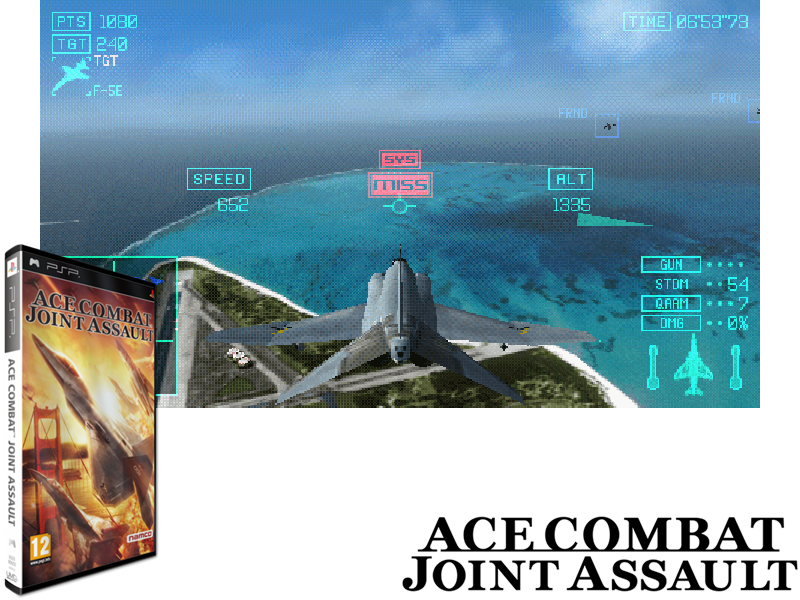 PTS 1080
TGT 240
TGT
F-5E
TIME 06'53"73
FRND
FRND
SYS
MISS
SPEED
652
ALT
1335
GUN
STDM 54
QAAM 7
DMG 0%
PSP
PSP
ACE COMBAT
JOINT ASSAULT
ACE COMBAT JOINT ASSAULT
12
namco
ACE COMBAT
JOINT ASSAULT